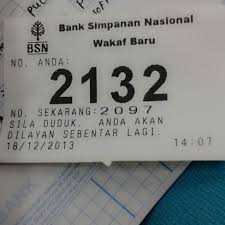 Bank Simpanan Nasional
Wakaf Baru
BSN
NO. ANDA:
2132
NO. SEKARANG: 2097
SILA DUDUK. ANDA AKAN
DILAYAN SEBENTAR LAGI.
18/12/2013 14:07